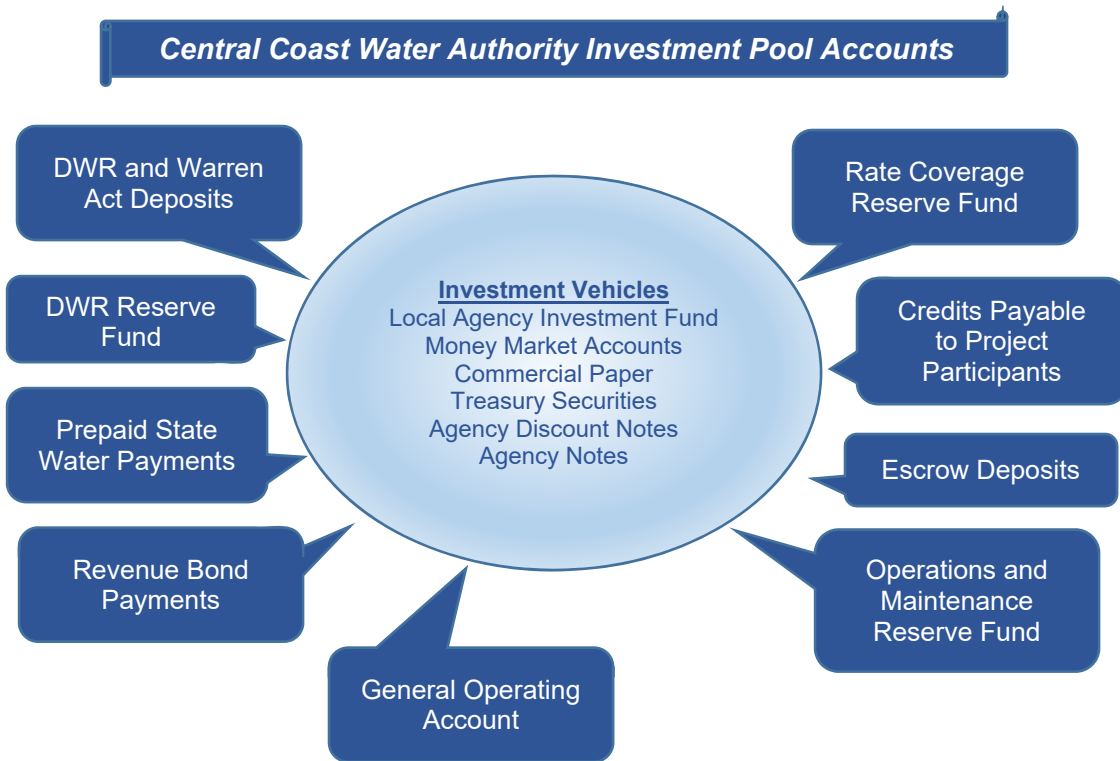 Central Coast Water Authority Investment Pool Accounts
DWR and Warren
Act Deposits
Rate Coverage
Reserve Fund
Investment Vehicles
Local Agency Investment Fund
Money Market Accounts
Commercial Paper
Treasury Securities
Agency Discount Notes
Agency Notes
DWR Reserve
Fund
Credits Payable
to Project
Participants
Prepaid State
Water Payments
Escrow Deposits
Revenue Bond
Payments
Operations and
Maintenance
Reserve Fund
General Operating
Account